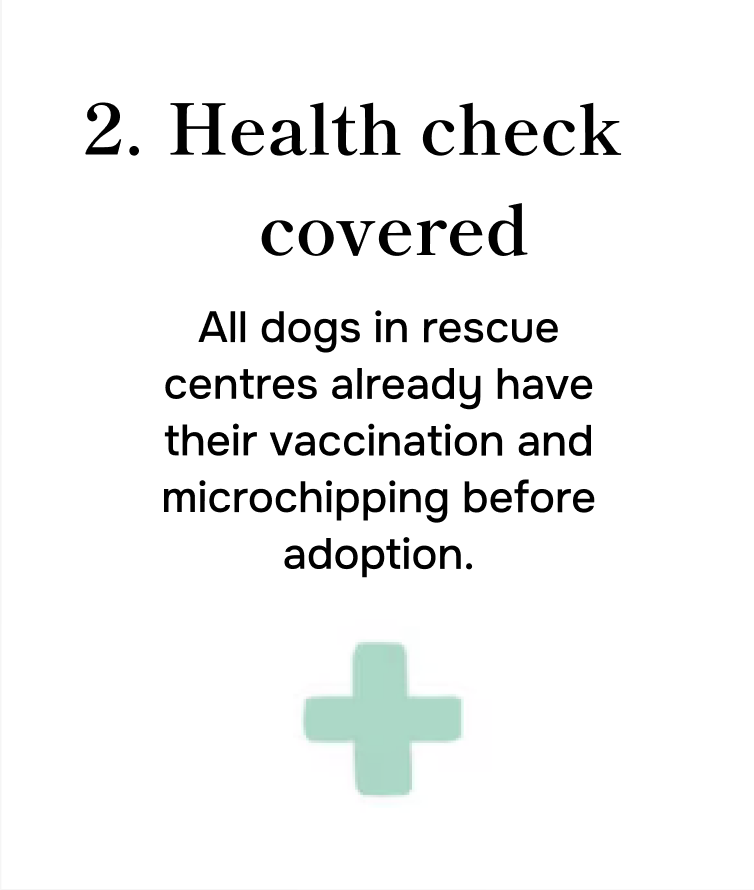 2. Health check
covered
All dogs in rescue
centres already have
their vaccination and
microchipping before
adoption.